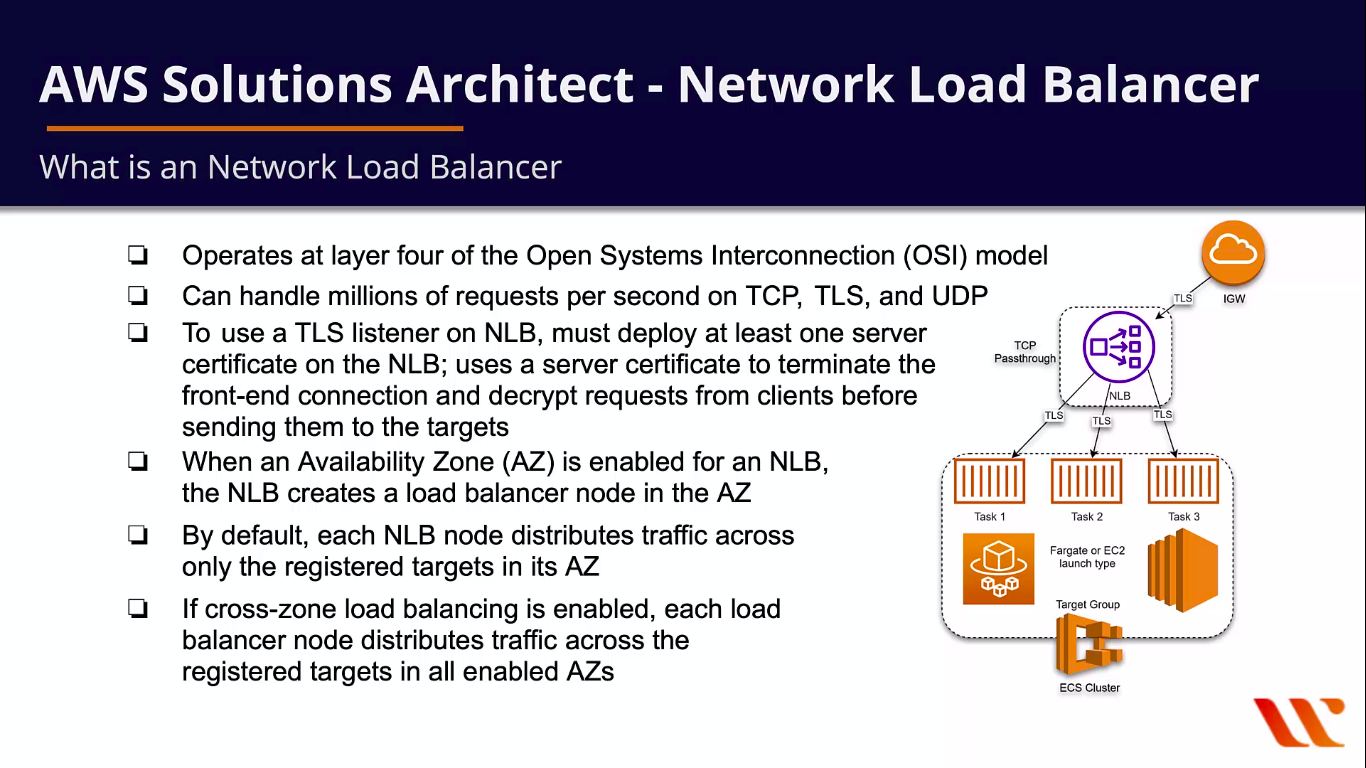 AWS Solutions Architect - Network Load Balancer
What is an Network Load Balancer
Operates at layer four of the Open Systems Interconnection (OSI) model
Can handle millions of requests per second on TCP, TLS, and UDP
To use a TLS listener on NLB, must deploy at least one server
certificate on the NLB; uses a server certificate to terminate the
front-end connection and decrypt requests from clients before
sending them to the targets
When an Availability Zone (AZ) is enabled for an NLB,
the NLB creates a load balancer node in the AZ
By default, each NLB node distributes traffic across
only the registered targets in its AZ
If cross-zone load balancing is enabled, each load
balancer node distributes traffic across the
registered targets in all enabled AZs
TLS
IGW
TCP
Passthrough
NLB
TLS
TLS
TLS
Task 1
Task 2
Task 3
Fargate or EC2
launch type
Target Group
ECS Cluster